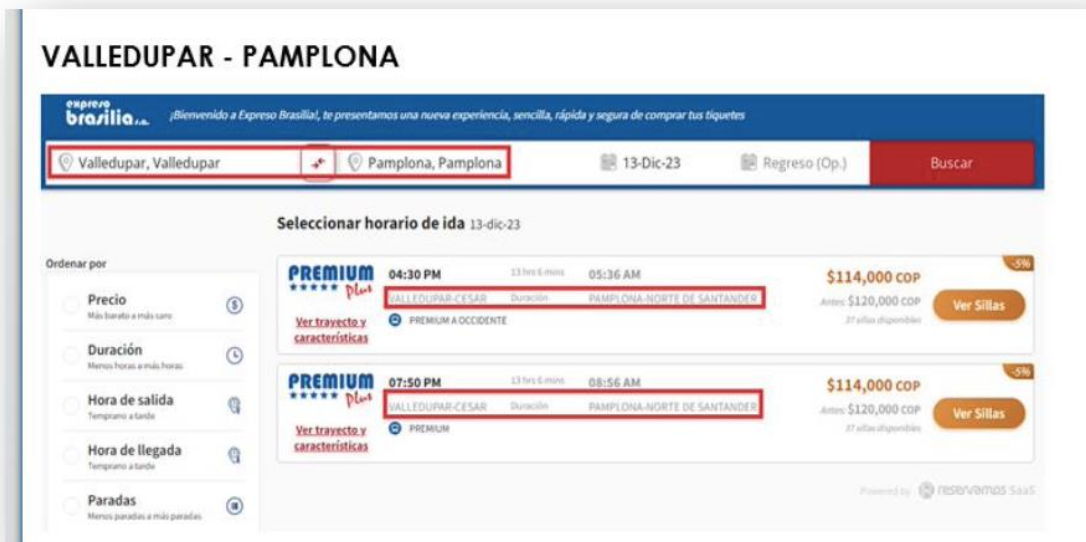 VALLEDUPAR - PAMPLONA
expreso
brasilia s.a.
¡Bienvenido a Expreso Brasilia!, te presentamos una nueva experiencia, sencilla, rápida y segura de comprar tus tiquetes
Valledupar, Valledupar Pamplona, Pamplona 13-Dic-23 Regreso (Op.) Buscar
Seleccionar horario de ida 13-dic-23
Ordenar por
Precio
Más barato a más caro
Duración
Menos horas a más horas
Hora de salida
Temprano a tarde
Hora de llegada
Temprano a tarde
Paradas
Menos paradas a más paradas
PREMIUM Plus
04:30 PM 13 hrs 6 mins 05:36 AM
VALLEDUPAR-CESAR Duración PAMPLONA-NORTE DE SANTANDER
PREMIUM A OCCIDENTE
Ver trayecto y
características
-5%
$114,000 COP
Antes: $120,000 COP
37 sillas disponibles
Ver Sillas
PREMIUM Plus
07:50 PM 13 hrs 6 mins 08:56 AM
VALLEDUPAR-CESAR Duración PAMPLONA-NORTE DE SANTANDER
PREMIUM
Ver trayecto y
características
-5%
$114,000 COP
Antes: $120,000 COP
37 sillas disponibles
Ver Sillas
Powered by reservamos SaaS